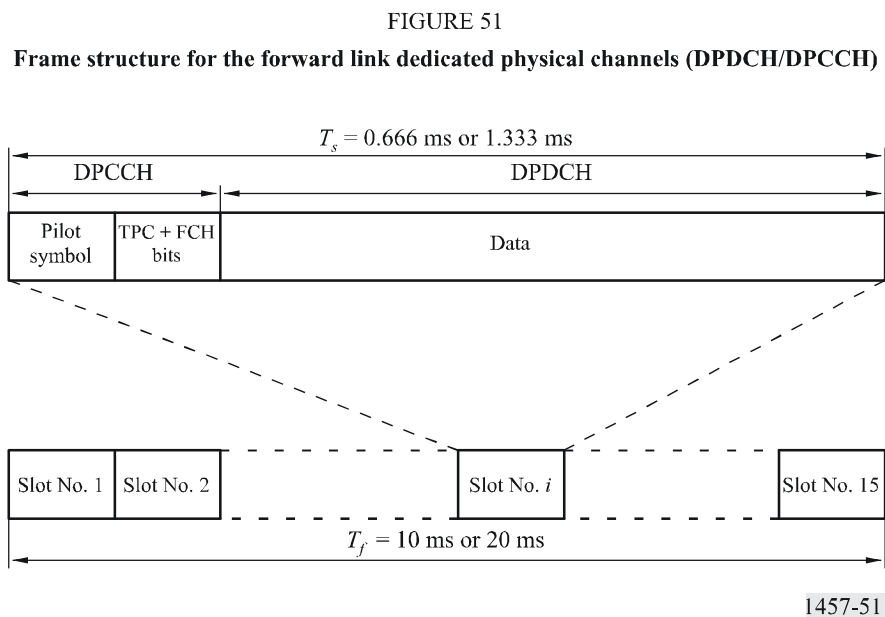 FIGURE 51
Frame structure for the forward link dedicated physical channels (DPDCH/DPCCH)
T_s = 0.666 ms or 1.333 ms
DPCCH
DPDCH
Pilot
symbol
TPC + FCH
bits
Data
Slot No. 1
Slot No. 2
Slot No. i
Slot No. 15
T_f = 10 ms or 20 ms
1457-51